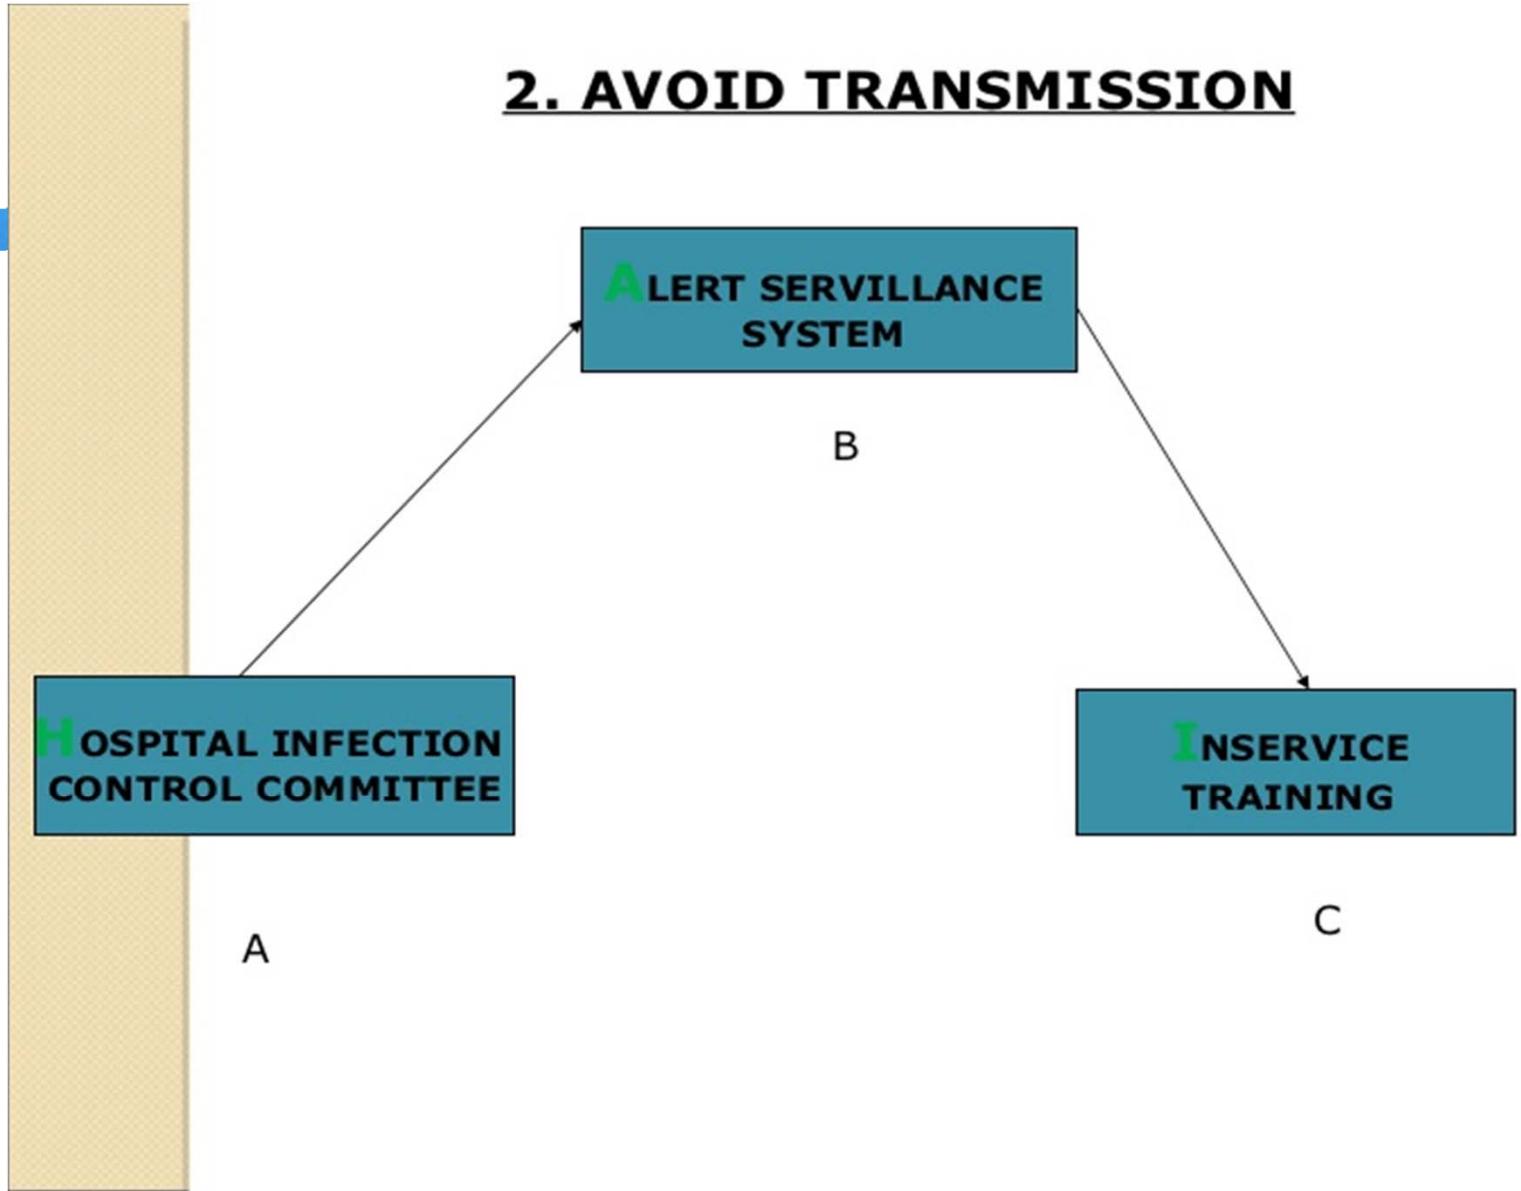 2. AVOID TRANSMISSION
ALERT SERVILLANCE
SYSTEM
B
HOSPITAL INFECTION
CONTROL COMMITTEE
A
INSERVICE
TRAINING
C